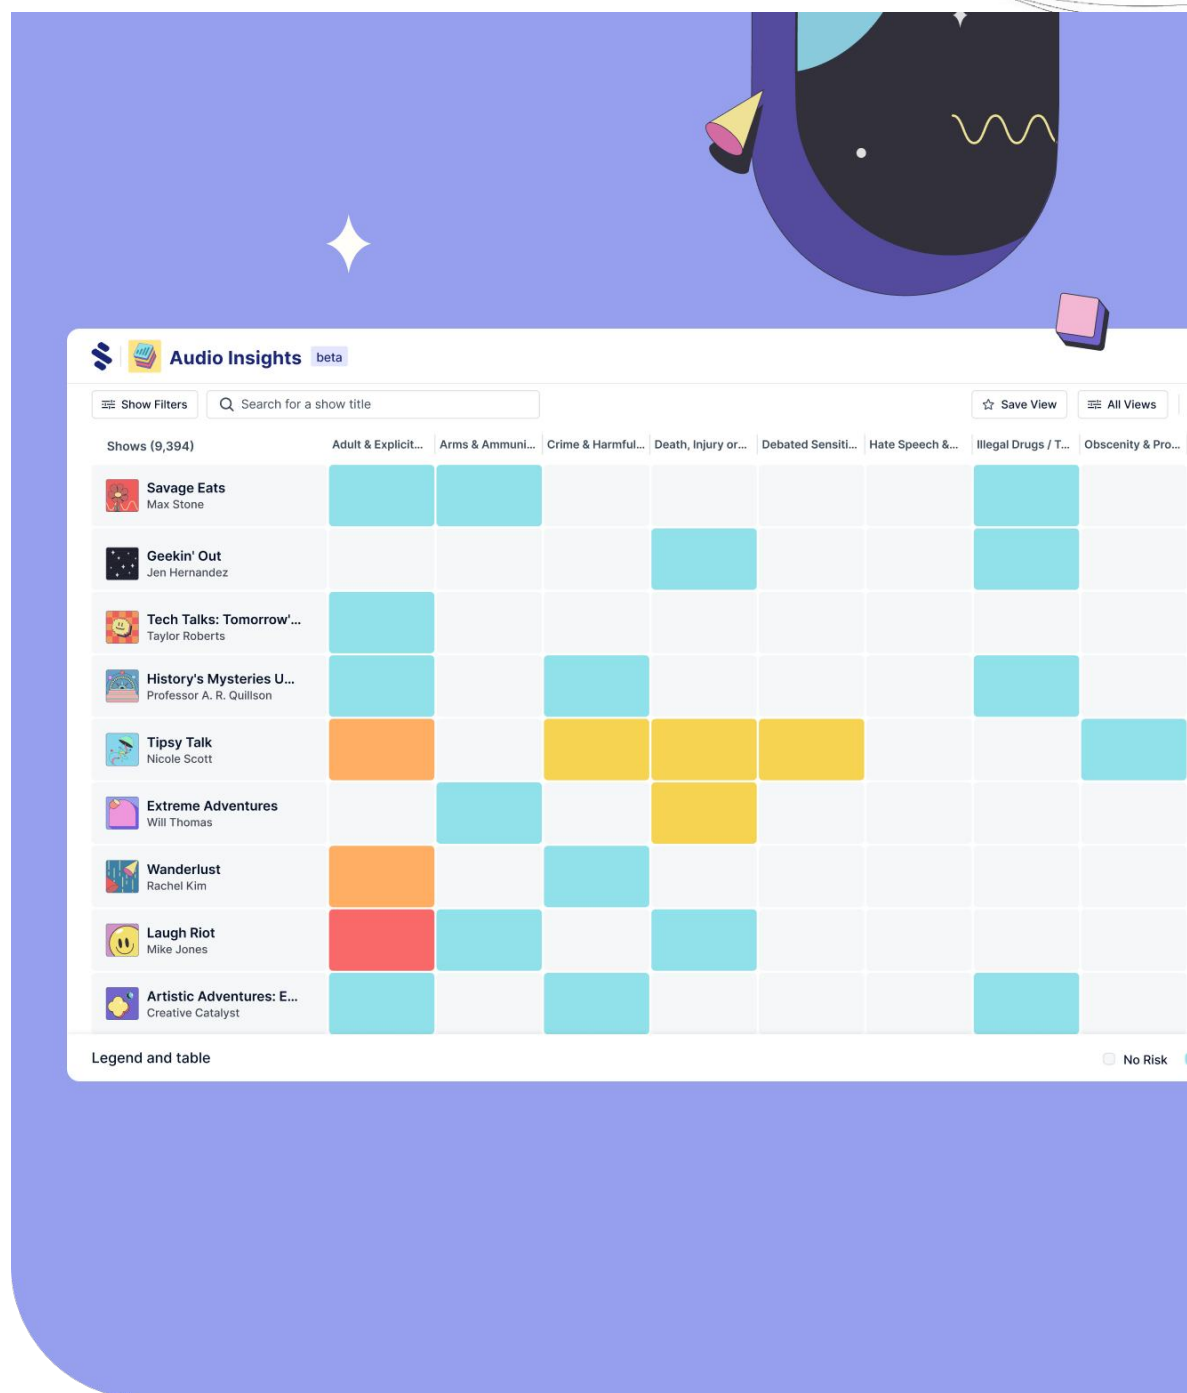 Audio Insights beta
Show Filters Search for a show title Save View All Views
Shows (9,394) Adult & Explicit... Arms & Ammuni... Crime & Harmful... Death, Injury or... Debated Sensiti... Hate Speech &... Illegal Drugs / T... Obscenity & Pro...
Savage Eats
Max Stone
Geekin' Out
Jen Hernandez
Tech Talks: Tomorrow'...
Taylor Roberts
History's Mysteries U...
Professor A. R. Quillson
Tipsy Talk
Nicole Scott
Extreme Adventures
Will Thomas
Wanderlust
Rachel Kim
Laugh Riot
Mike Jones
Artistic Adventures: E...
Creative Catalyst
Legend and table No Risk